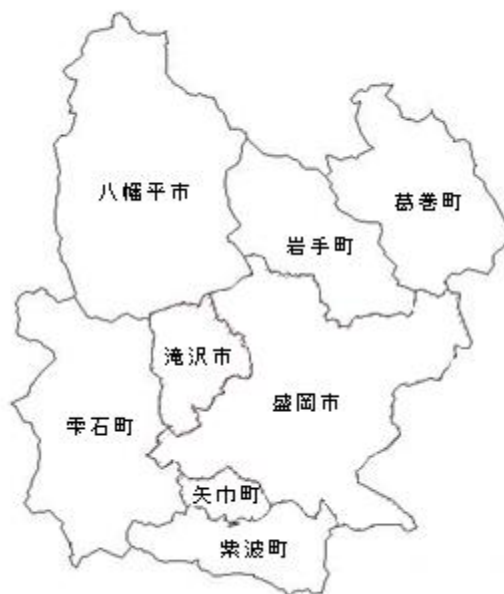 八幡平市
葛巻町
岩手町
滝沢市
盛岡市
雫石町
矢巾町
紫波町